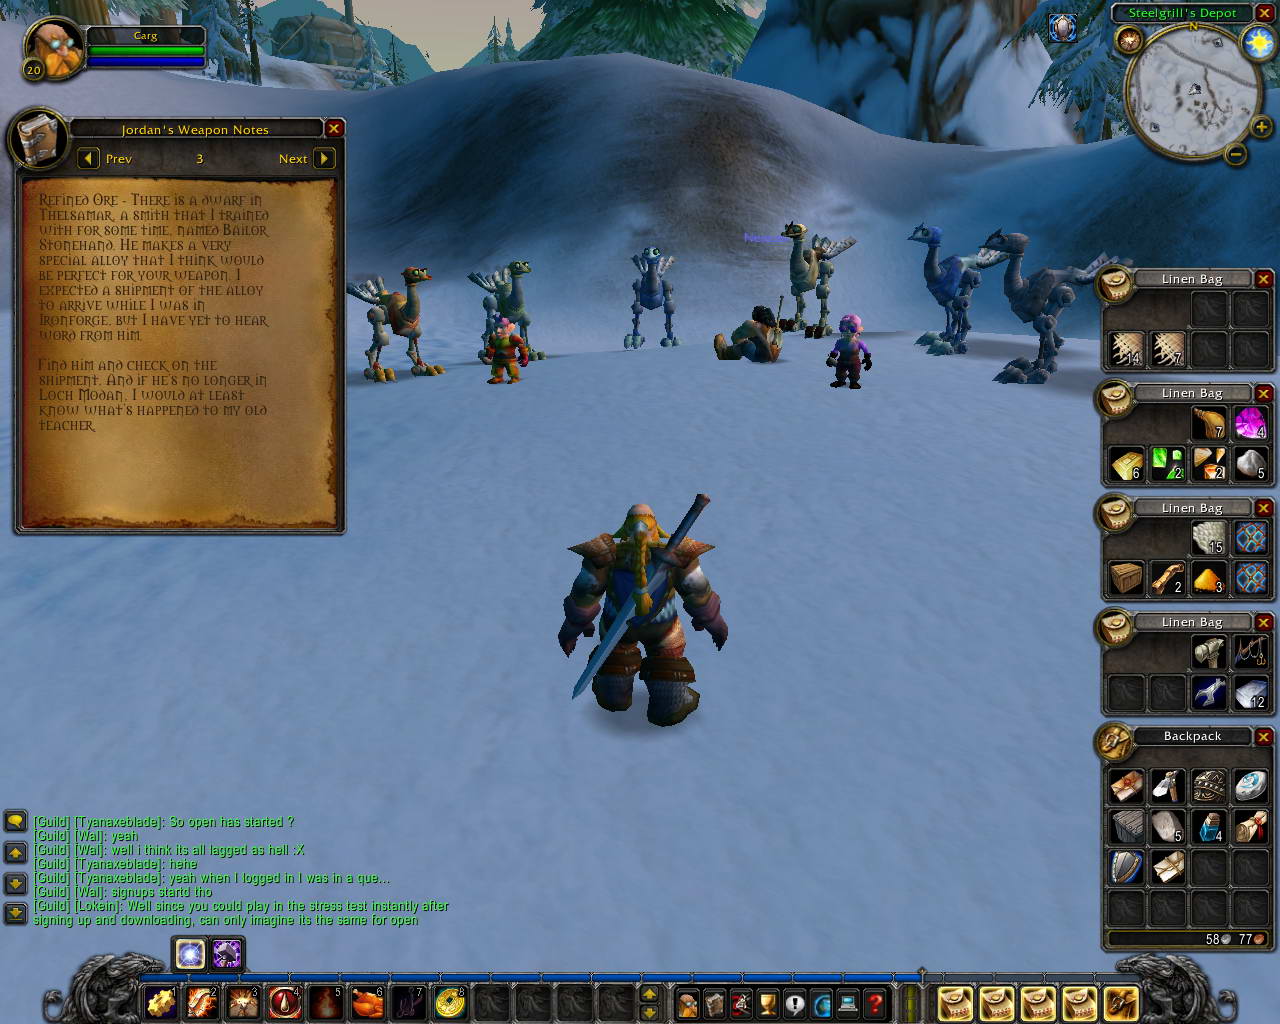 Carg
20
Steelgrill's Depot
N
Jordan's Weapon Notes
Prev
3
Next
Refined Ore - There is a dwarf in
Thelsamar, a smith that I trained
with for some time, named Bailor
Stonehand. He makes a very
special alloy that I think would
be perfect for your weapon. I
expected a shipment of the alloy
to arrive while I was in
Ironforge, but I have yet to hear
word from him.
Find him and check on the
shipment. And if he's no longer in
Loch Modan, I would at least
know what's happened to my old
teacher.
Linen Bag
14
7
Linen Bag
7
4
6
2
2
5
Linen Bag
15
2
3
Linen Bag
12
Backpack
5
4
58
77
[Guild] [Tyanaxeblade]: So open has started ?
[Guild] [Wal]: yeah
[Guild] [Wal]: well i think its all lagged as hell :X
[Guild] [Tyanaxeblade]: hehe
[Guild] [Tyanaxeblade]: yeah when I logged in I was in a que...
[Guild] [Wal]: signups startd tho
[Guild] [Lokein]: Well since you could play in the stress test instantly after
signing up and downloading, can only imagine its the same for open
1
2
3
4
5
6
7
8